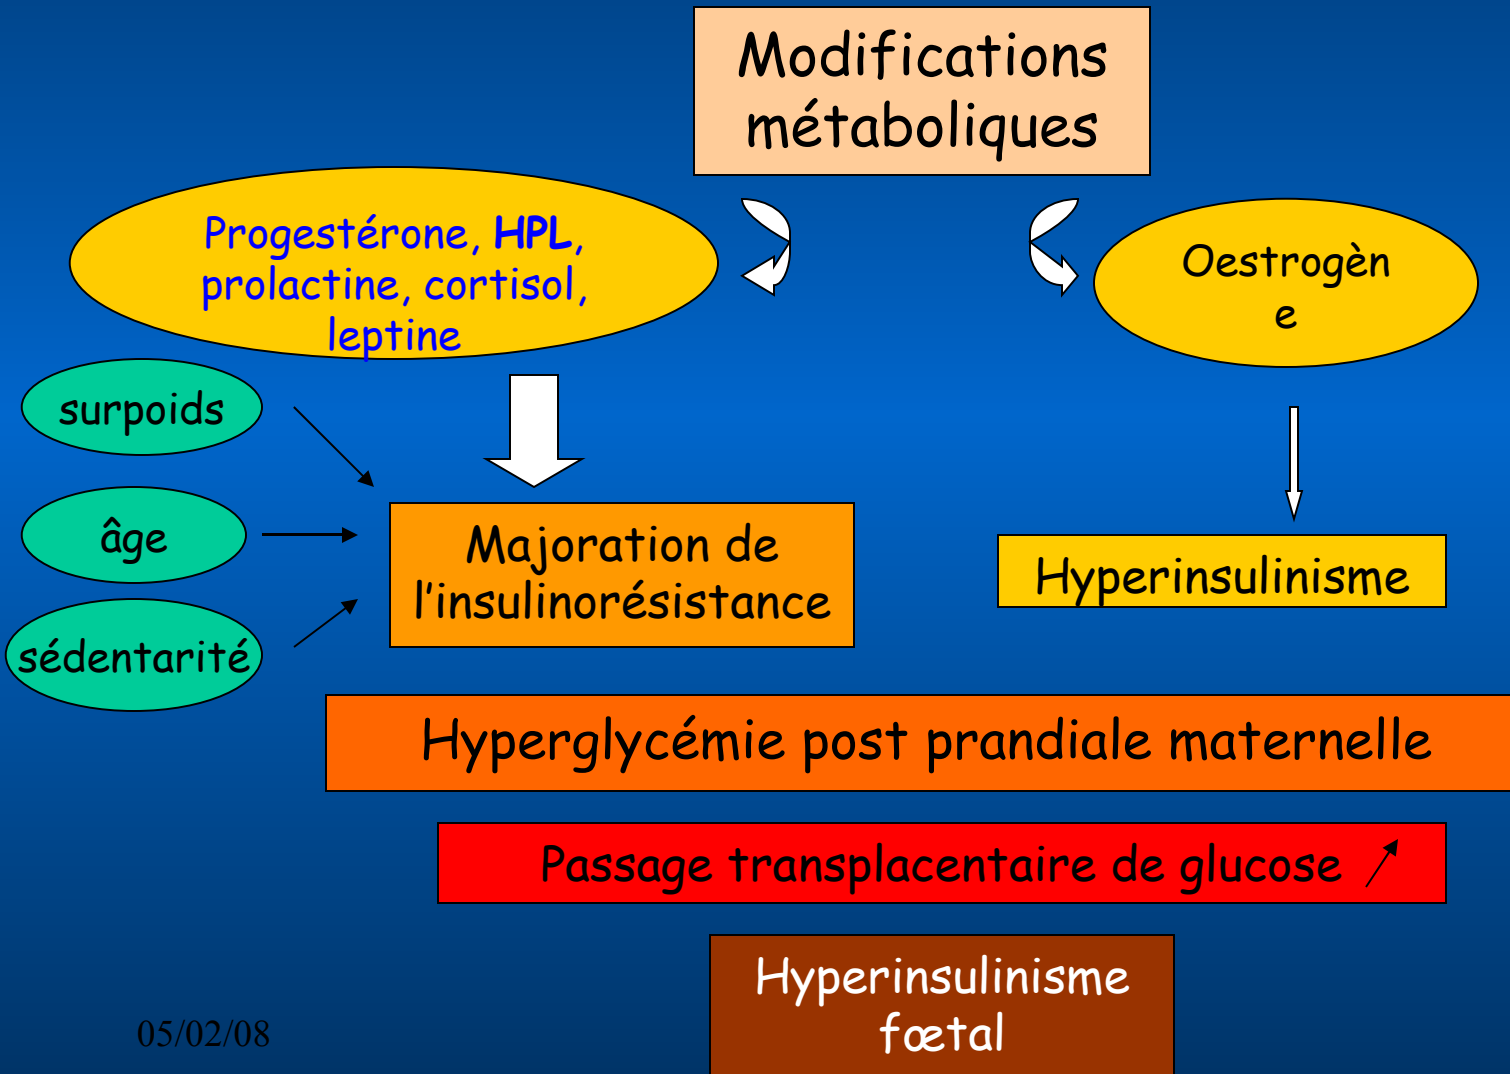 Modifications
métaboliques
Progestérone, HPL,
prolactine, cortisol,
leptine
Oestrogèn
e
surpoids
âge
sédentarité
Majoration de
l’insulinorésistance
Hyperinsulinisme
Hyperglycémie post prandiale maternelle
Passage transplacentaire de glucose
Hyperinsulinisme
fœtal
05/02/08